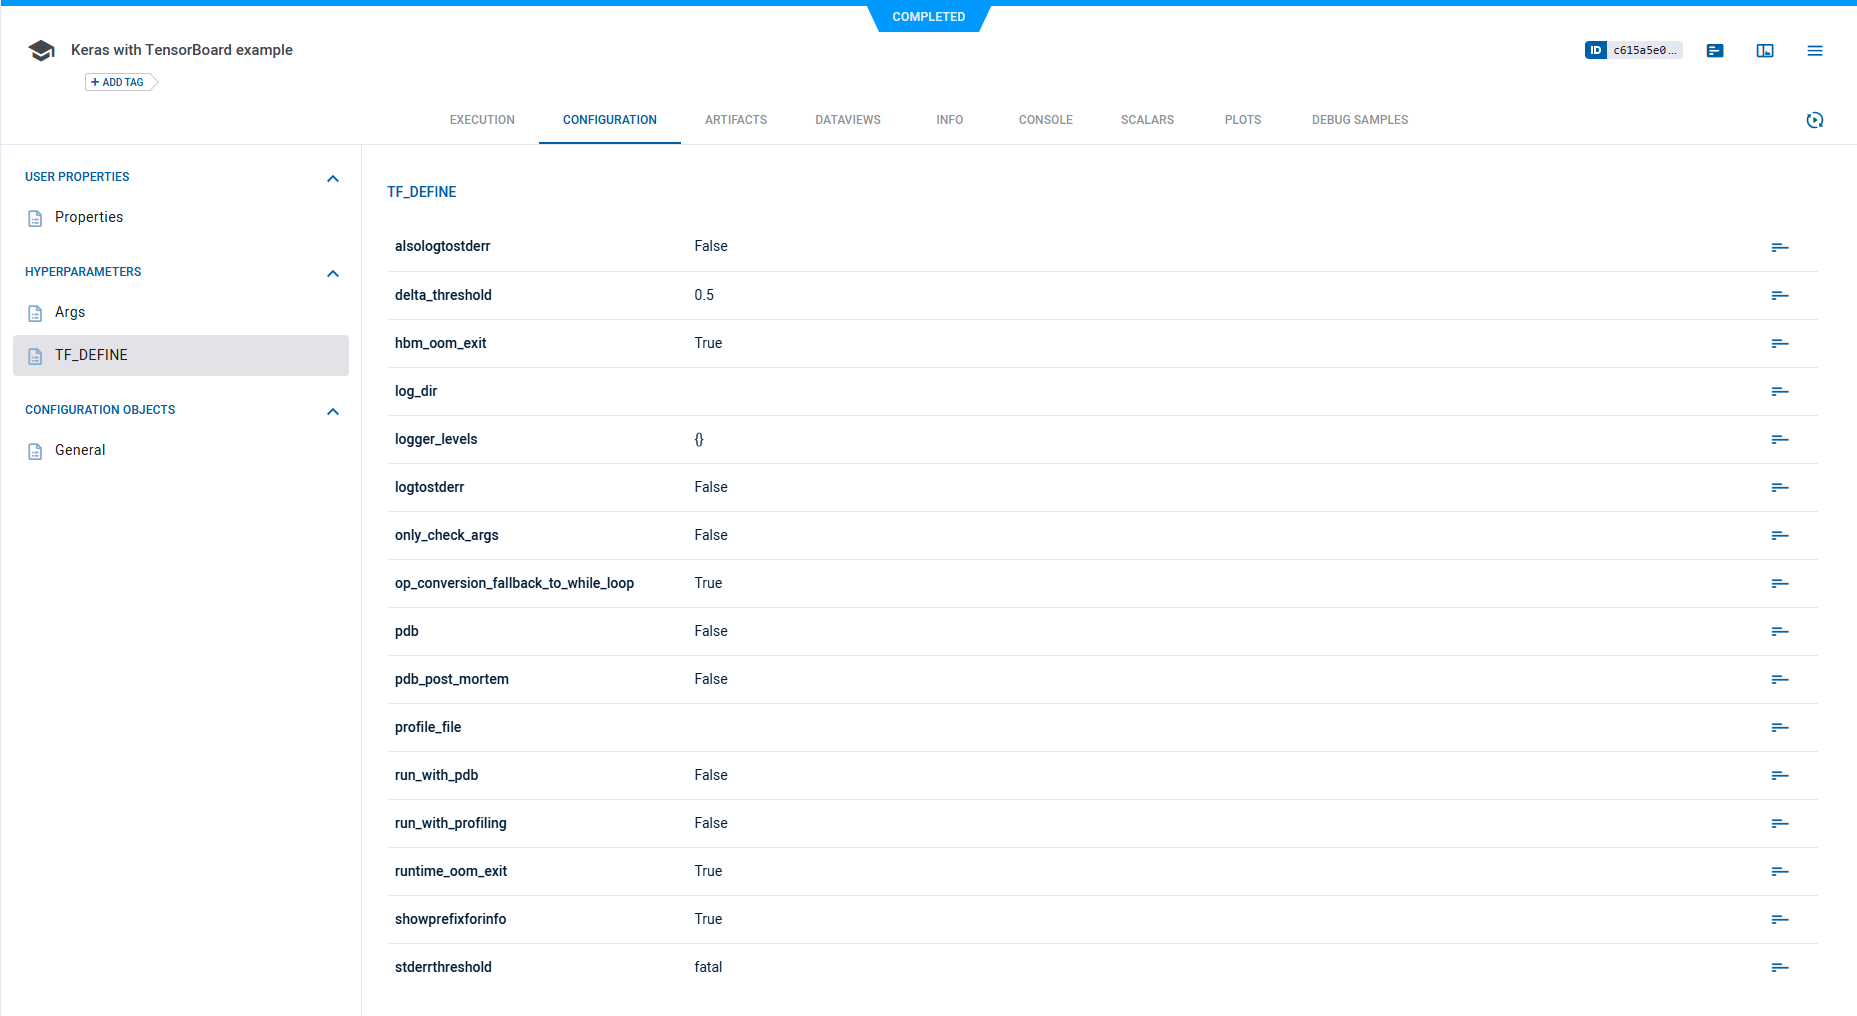 COMPLETED
Keras with TensorBoard example
ID c615a5e0...
+ ADD TAG
EXECUTION CONFIGURATION ARTIFACTS DATAVIEWS INFO CONSOLE SCALARS PLOTS DEBUG SAMPLES
USER PROPERTIES
Properties
HYPERPARAMETERS
Args
TF_DEFINE
CONFIGURATION OBJECTS
General
TF_DEFINE
alsologtostderr False
delta_threshold 0.5
hbm_oom_exit True
log_dir
logger_levels {}
logtostderr False
only_check_args False
op_conversion_fallback_to_while_loop True
pdb False
pdb_post_mortem False
profile_file
run_with_pdb False
run_with_profiling False
runtime_oom_exit True
showprefixforinfo True
stderrthreshold fatal